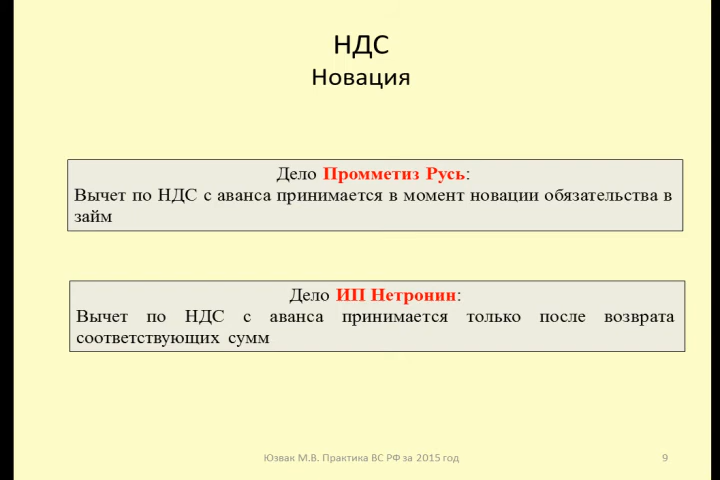 НДС
Новация
Дело Промметиз Русь:
Вычет по НДС с аванса принимается в момент новации обязательства в
займ
Дело ИП Нетронин:
Вычет по НДС с аванса принимается только после возврата
соответствующих сумм
Юзвак М.В. Практика ВС РФ за 2015 год
9